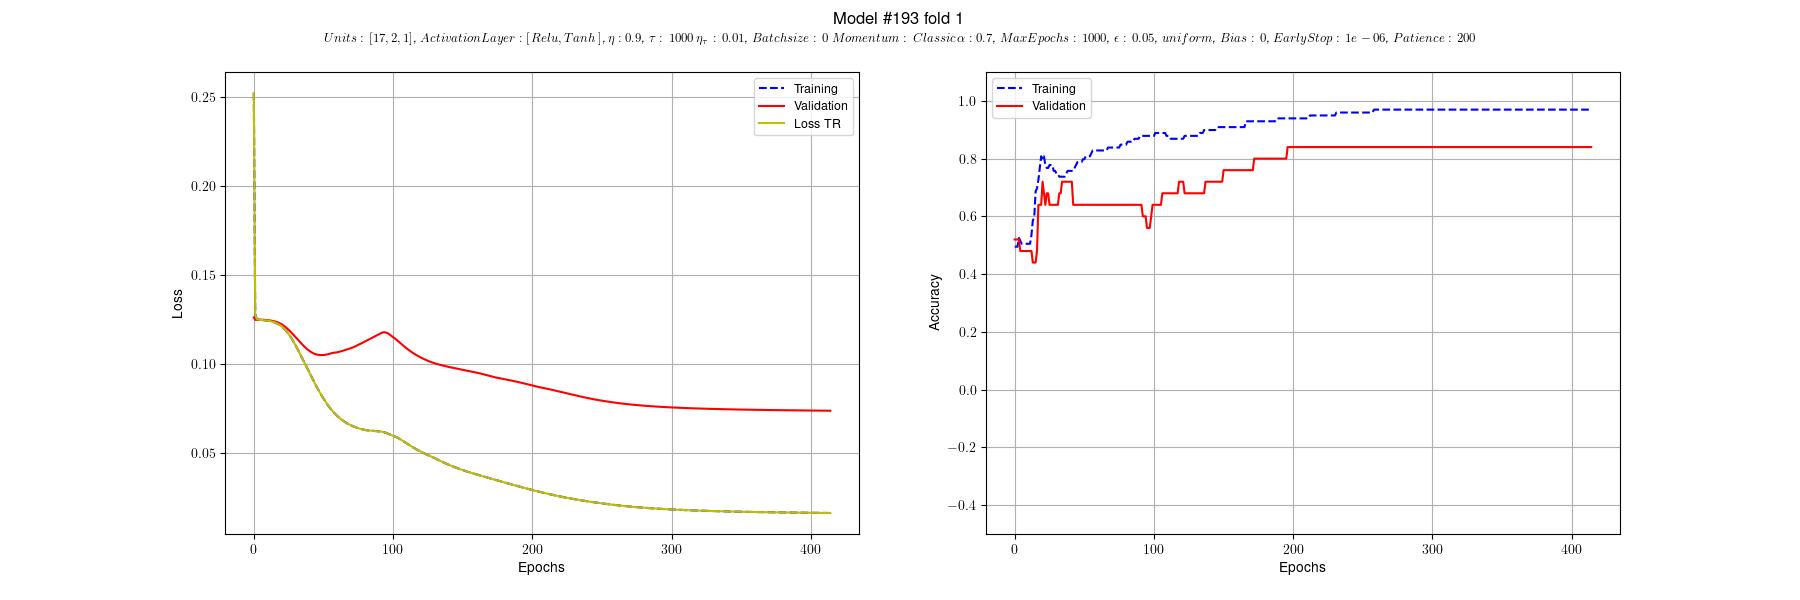 Model #193 fold 1
Units : [17, 2, 1], ActivationLayer : [Relu, Tanh], η : 0.9, τ : 1000 ητ : 0.01, Batchsize : 0 Momentum : Classicα : 0.7, MaxEpochs : 1000, ϵ : 0.05, uniform, Bias : 0, EarlyStop : 1e − 06, Patience : 200
Loss
0.25
0.20
0.15
0.10
0.05
Training
Validation
Loss TR
0 100 200 300 400
Epochs
Accuracy
1.0
0.8
0.6
0.4
0.2
0.0
−0.2
−0.4
Training
Validation
0 100 200 300 400
Epochs